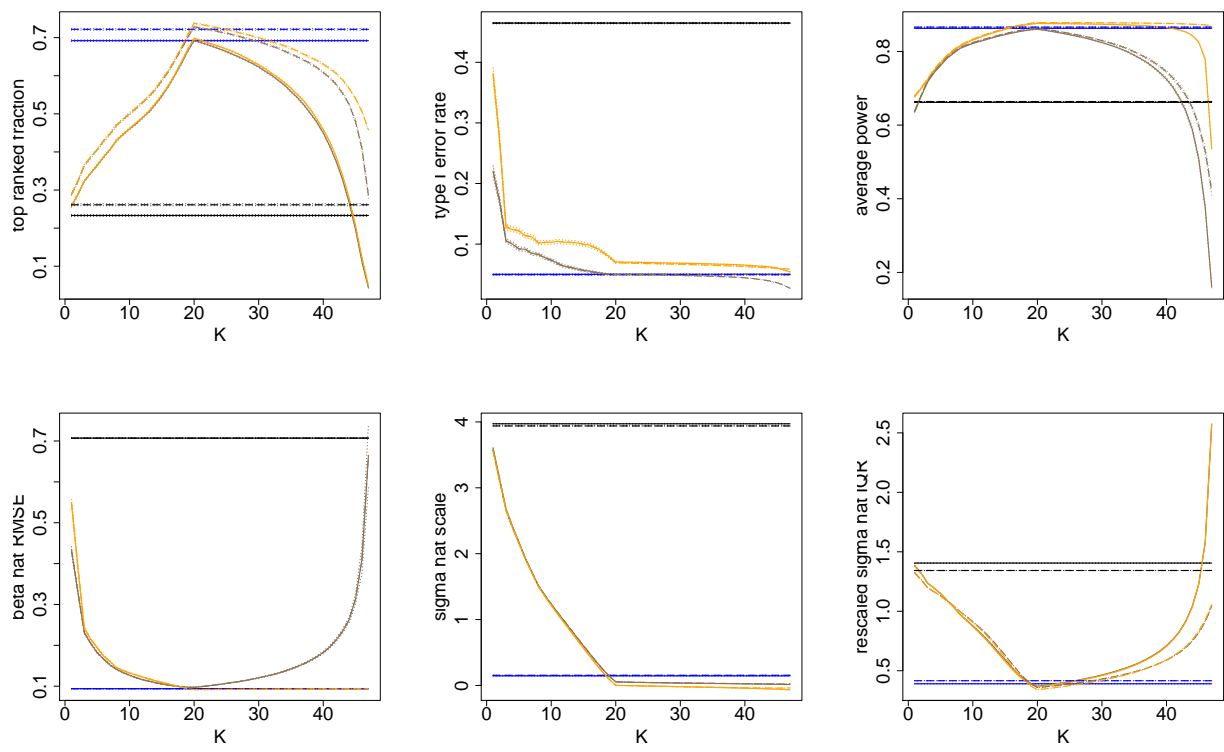 top ranked fraction
0.1 0.3 0.5 0.7
0 10 20 30 40
K
type I error rate
0.1 0.2 0.3 0.4
0 10 20 30 40
K
average power
0.2 0.4 0.6 0.8
0 10 20 30 40
K
beta hat RMSE
0.1 0.3 0.5 0.7
0 10 20 30 40
K
sigma hat scale
0 1 2 3 4
0 10 20 30 40
K
rescaled sigma hat IQR
0.5 1.0 1.5 2.0 2.5
0 10 20 30 40
K